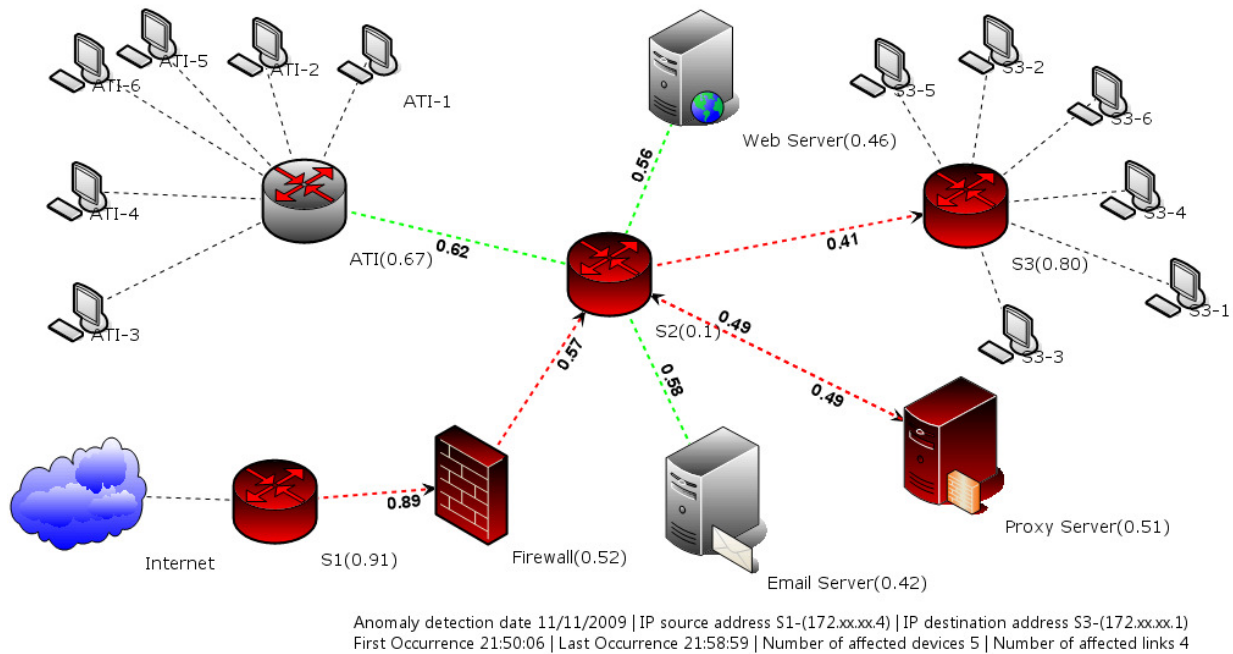 ATI-6
ATI-5
ATI-2
ATI-1
ATI-4
ATI-3
ATI(0.67)
0.62
Web Server(0.46)
0.56
S3-5
S3-2
S3-6
S3-4
S3-1
S3-3
S3(0.80)
0.41
S2(0.1)
0.49
0.49
0.57
0.58
Internet
S1(0.91)
0.89
Firewall(0.52)
Email Server(0.42)
Proxy Server(0.51)
Anomaly detection date 11/11/2009 | IP source address S1-(172.xx.xx.4) | IP destination address S3-(172.xx.xx.1)
First Occurrence 21:50:06 | Last Occurrence 21:58:59 | Number of affected devices 5 | Number of affected links 4